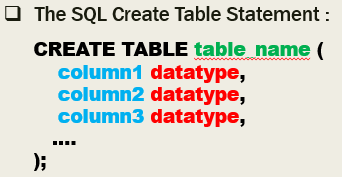 The SQL Create Table Statement :
CREATE TABLE table_name (
column1 datatype,
column2 datatype,
column3 datatype,
....
);